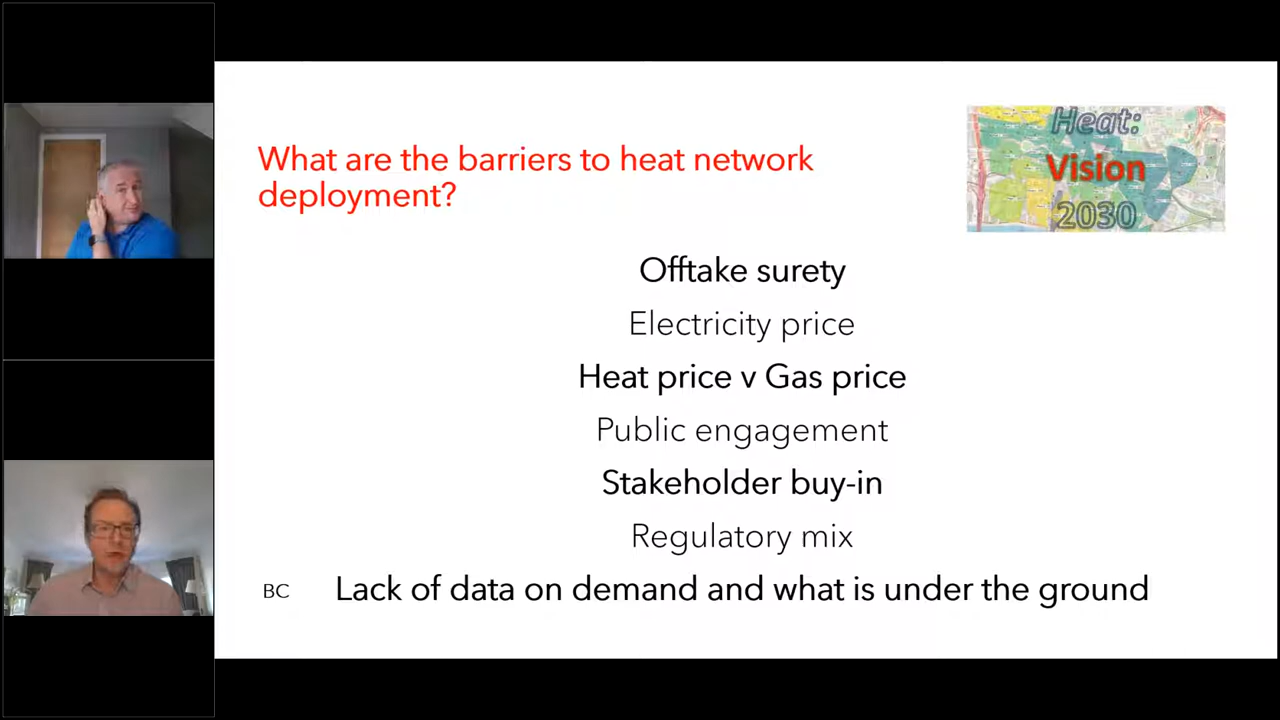 What are the barriers to heat network
deployment?
Heat:
Vision
2030
Offtake surety
Electricity price
Heat price v Gas price
Public engagement
Stakeholder buy-in
Regulatory mix
BC
Lack of data on demand and what is under the ground